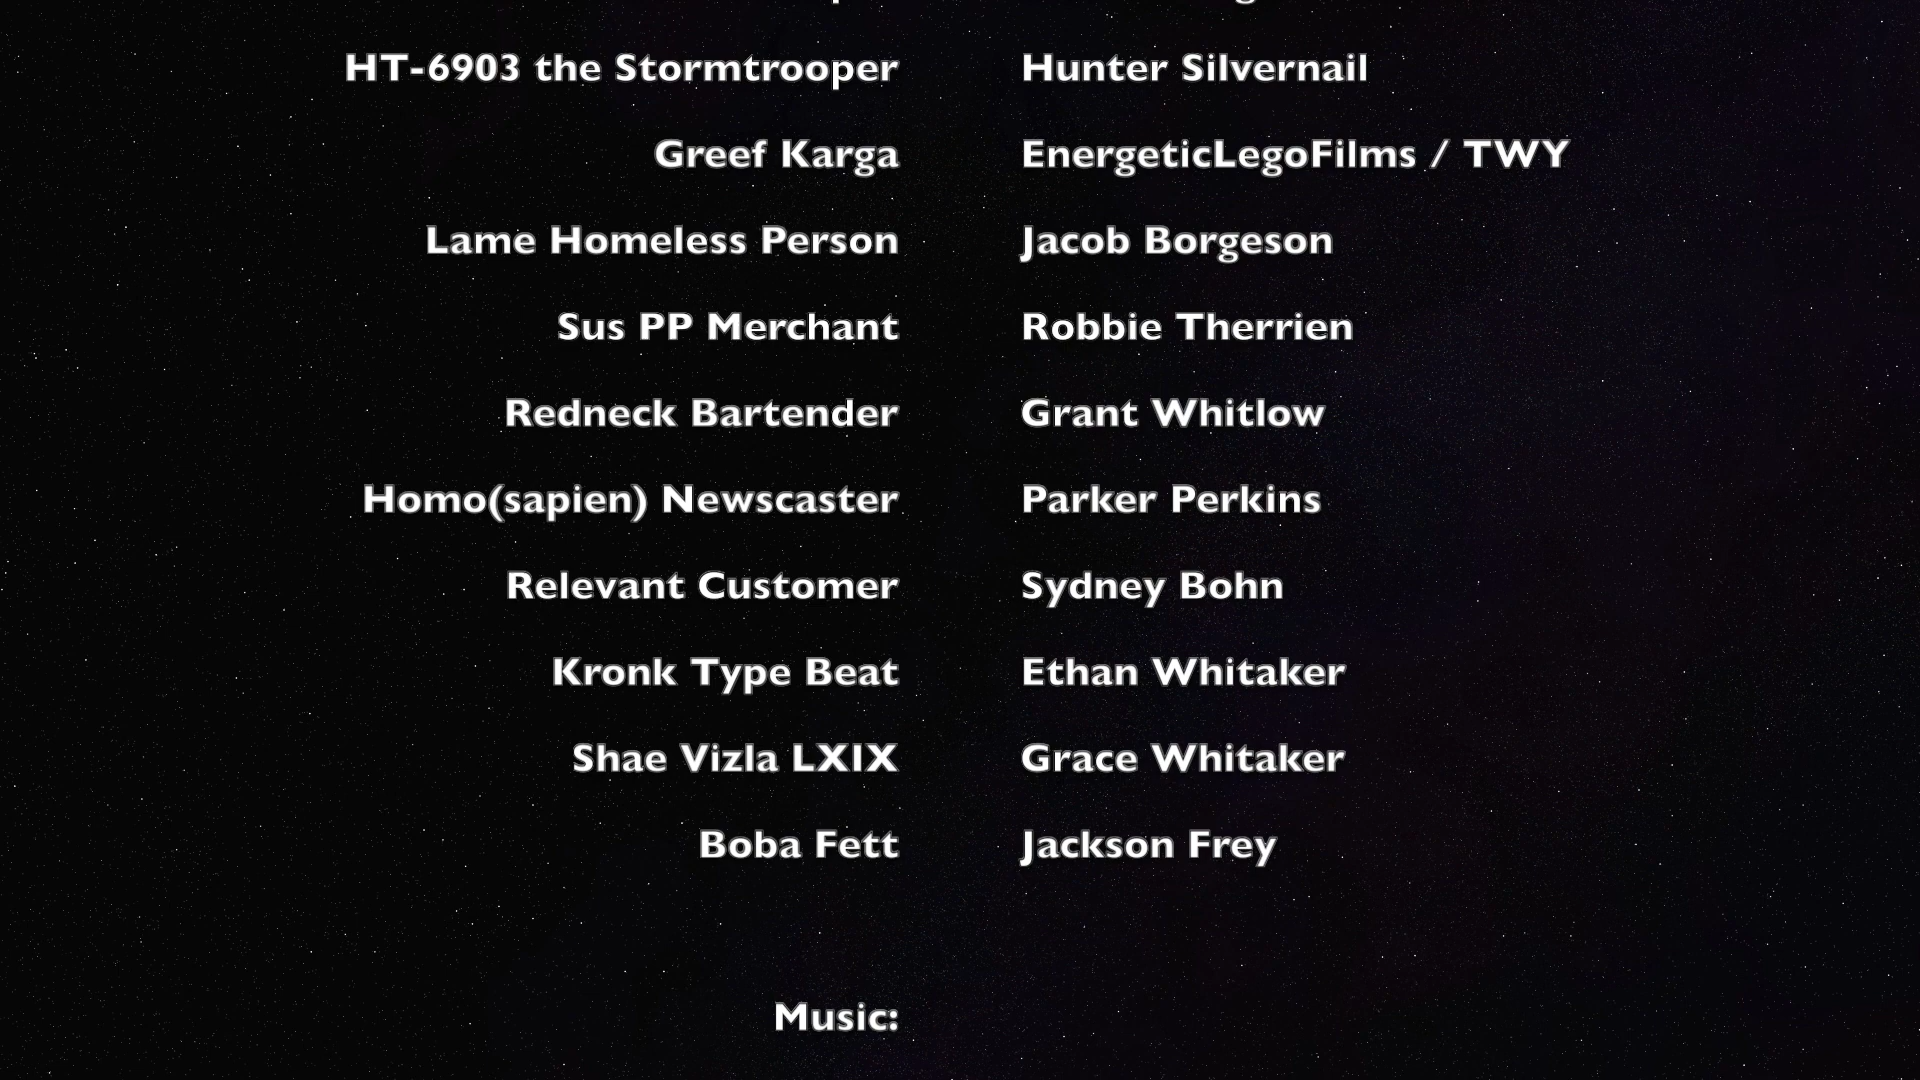 HT-6903 the Stormtrooper Hunter Silvernail
Greef Karga EnergeticLegoFilms / TWY
Lame Homeless Person Jacob Borgeson
Sus PP Merchant Robbie Therrien
Redneck Bartender Grant Whitlow
Homo(sapien) Newscaster Parker Perkins
Relevant Customer Sydney Bohn
Kronk Type Beat Ethan Whitaker
Shae Vizla LXIX Grace Whitaker
Boba Fett Jackson Frey
Music: